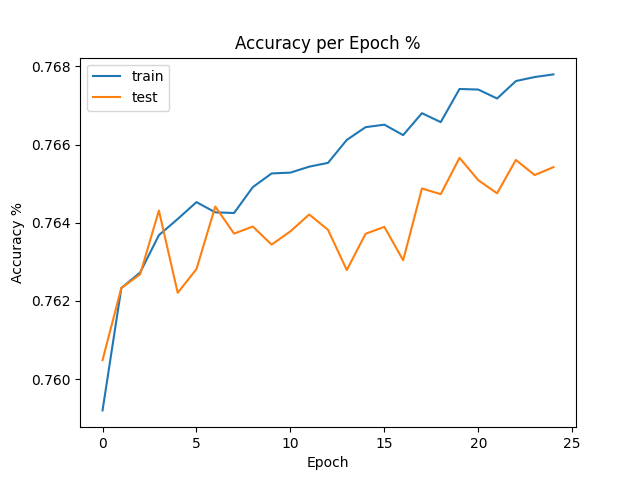 Accuracy per Epoch %
train
test
0.768
0.766
0.764
0.762
0.760
Accuracy %
0 5 10 15 20 25
Epoch